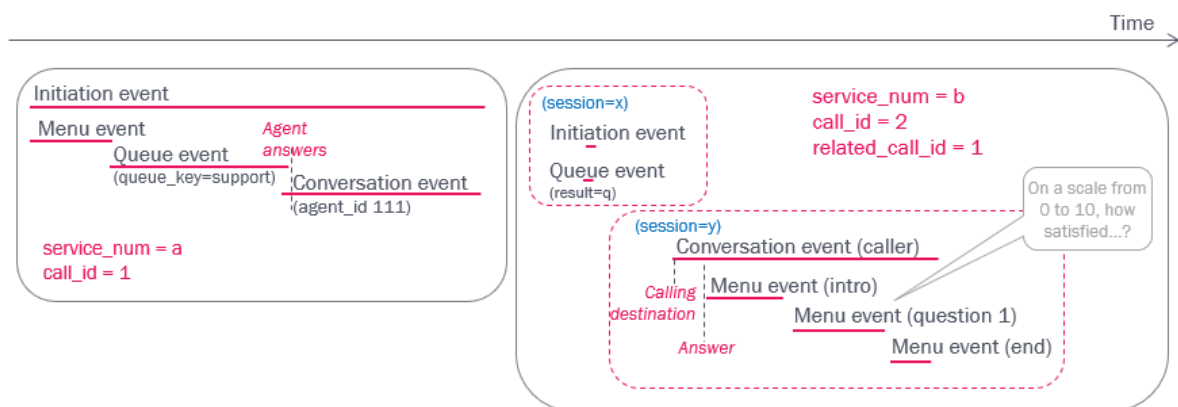 Time
Initiation event
Menu event
Agent
answers
Queue event
(queue_key=support)
Conversation event
(agent_id 111)
service_num = a
call_id = 1
(session=x)
Initiation event
Queue event
(result=q)
service_num = b
call_id = 2
related_call_id = 1
On a scale from
0 to 10, how
satisfied...?
(session=y)
Conversation event (caller)
Calling
destination
Menu event (intro)
Menu event (question 1)
Answer
Menu event (end)